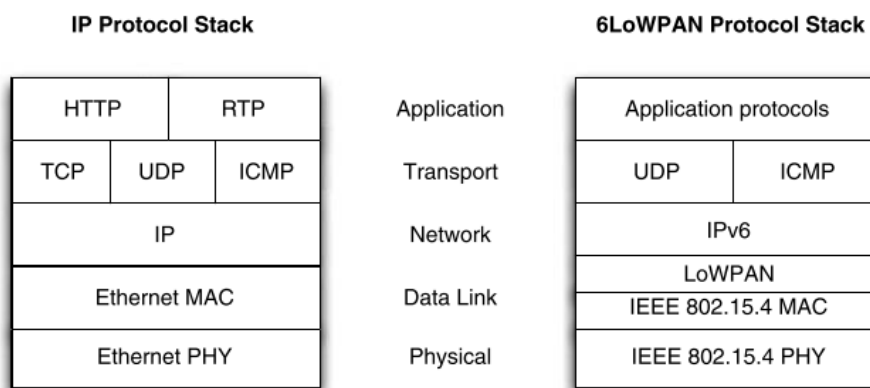 IP Protocol Stack
6LoWPAN Protocol Stack
HTTP RTP Application Application protocols
TCP UDP ICMP Transport UDP ICMP
IP Network IPv6
LoWPAN
Ethernet MAC Data Link
IEEE 802.15.4 MAC
Ethernet PHY Physical IEEE 802.15.4 PHY